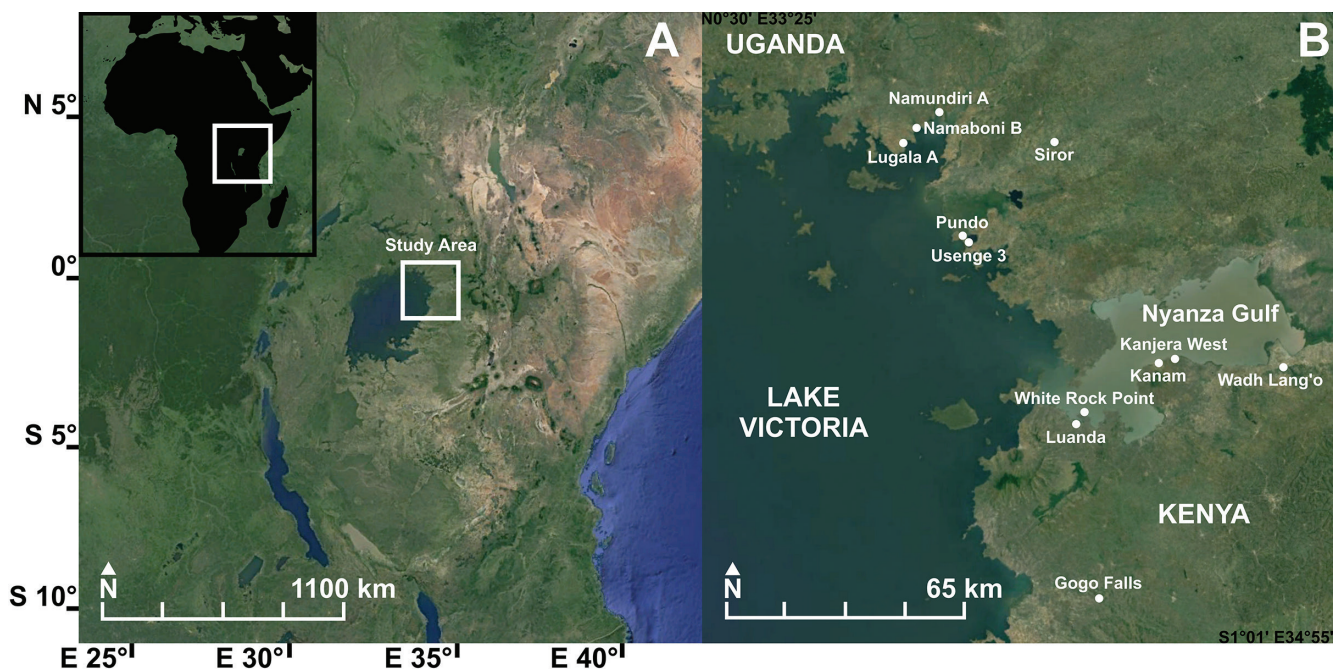 A
N 5°
0°
S 5°
S 10°
Study Area
N
1100 km
E 25°
E 30°
E 35°
E 40°
N0°30' E33°25'
B
UGANDA
Namundiri A
Namaboni B
Lugala A
Siror
Pundo
Usenge 3
Nyanza Gulf
Kanjera West
Kanam
Wadh Lang'o
White Rock Point
Luanda
LAKE
VICTORIA
KENYA
N
65 km
Gogo Falls
S1°01' E34°55'